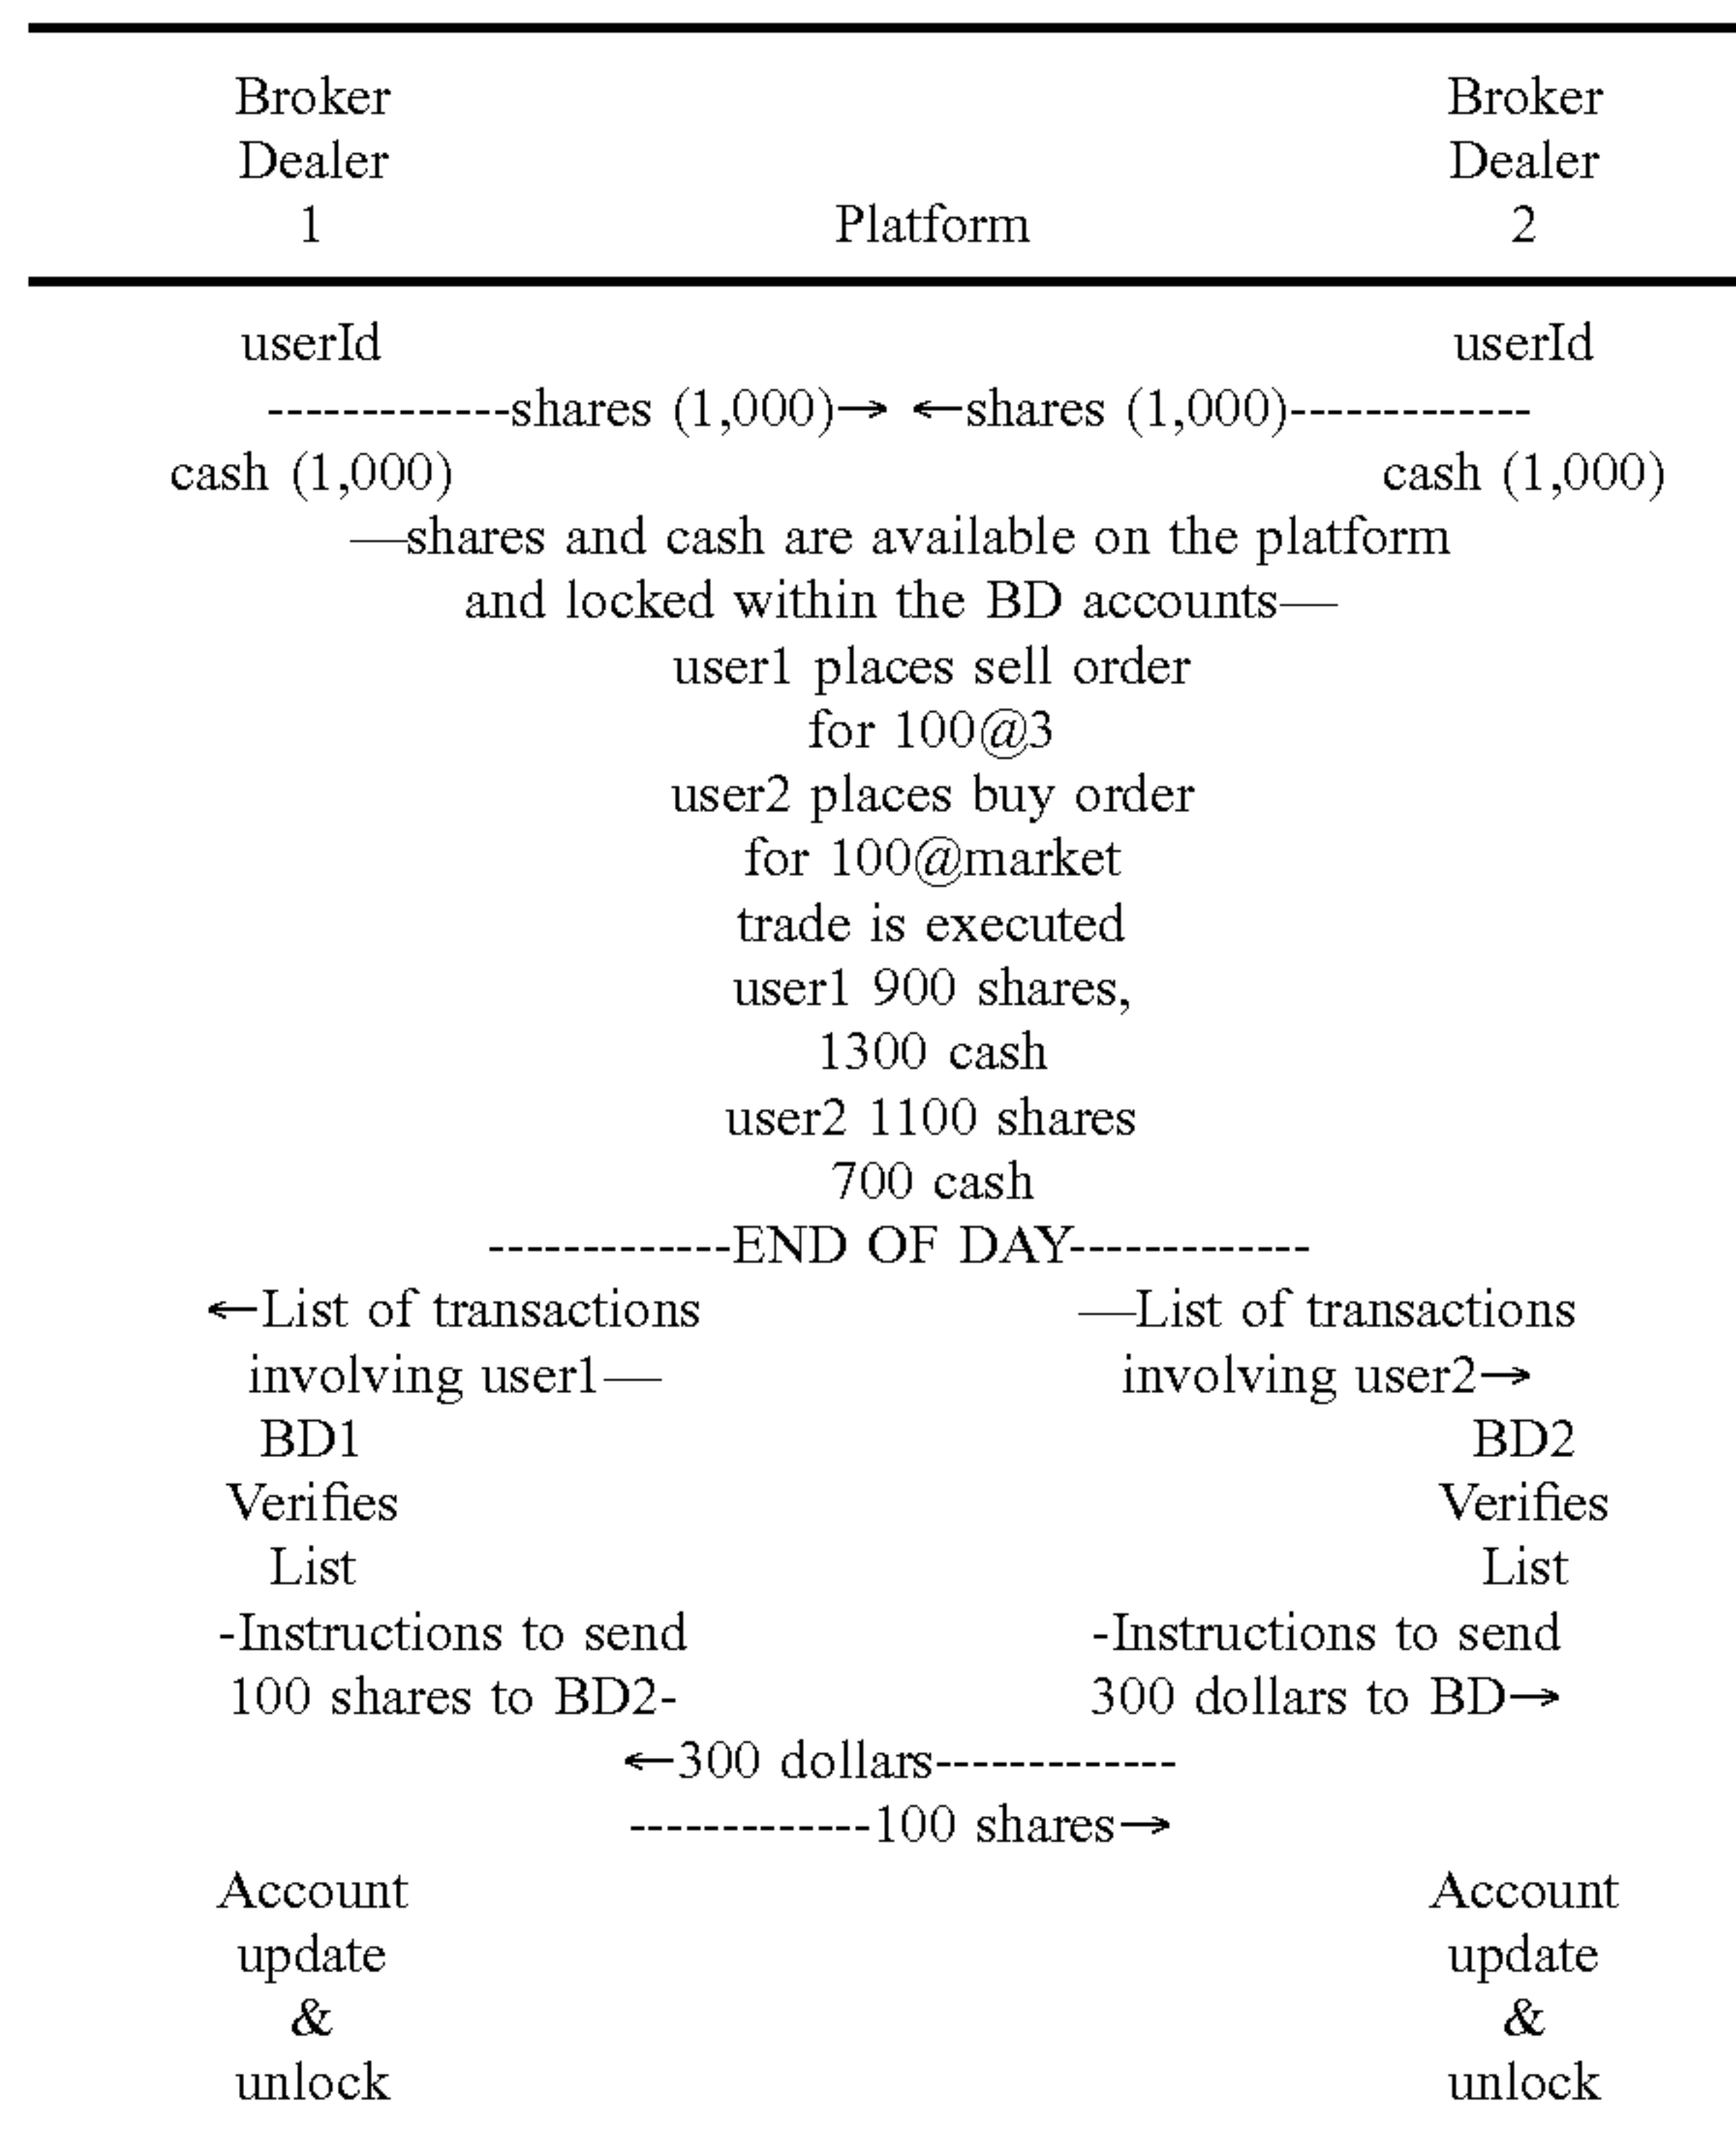 Broker Broker
Dealer Dealer
1 Platform 2
userId userId
-------------shares (1,000)→ ←shares (1,000)-------------
cash (1,000) cash (1,000)
—shares and cash are available on the platform
and locked within the BD accounts—
user1 places sell order
for 100@3
user2 places buy order
for 100@market
trade is executed
user1 900 shares,
1300 cash
user2 1100 shares
700 cash
-------------END OF DAY-------------
←List of transactions —List of transactions
involving user1— involving user2→
BD1 BD2
Verifies Verifies
List List
-Instructions to send -Instructions to send
100 shares to BD2- 300 dollars to BD→
←300 dollars-------------
-------------100 shares→
Account Account
update update
& &
unlock unlock